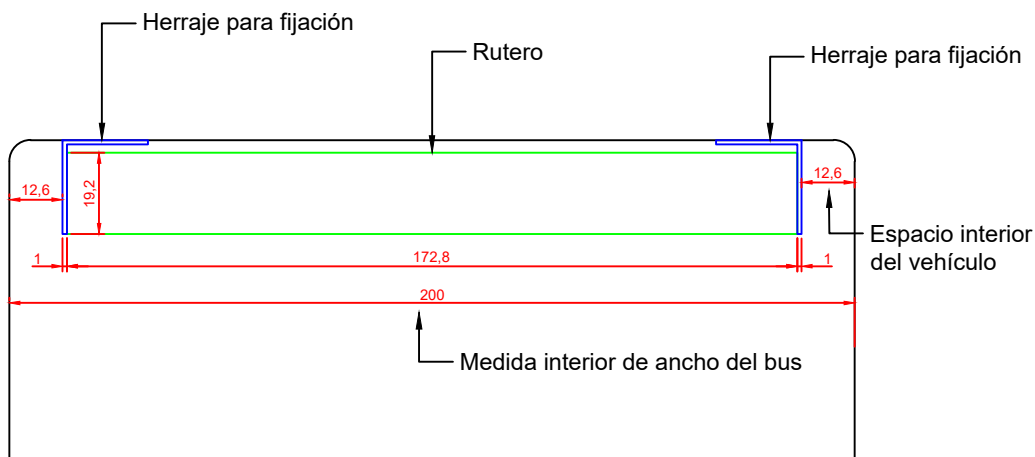 Herraje para fijación
Rutero
Herraje para fijación
12,6
19,2
12,6
Espacio interior
del vehículo
1
172,8
1
200
Medida interior de ancho del bus